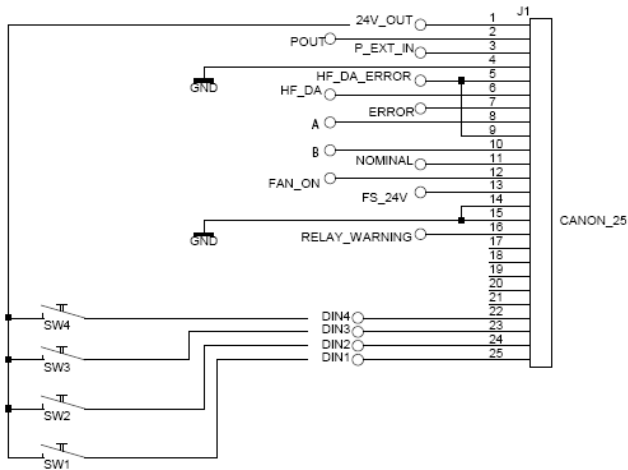 J1
24V_OUT 1
POUT 2
P_EXT_IN 3
4
GND
HF_DA_ERROR 5
HF_DA 6
ERROR 7
A 8
9
B 10
NOMINAL 11
FAN_ON 12
FS_24V 13
14
15
GND
CANON_25
RELAY_WARNING 16
17
18
19
20
21
SW4 DIN4 22
SW3 DIN3 23
SW2 DIN2 24
SW1 DIN1 25